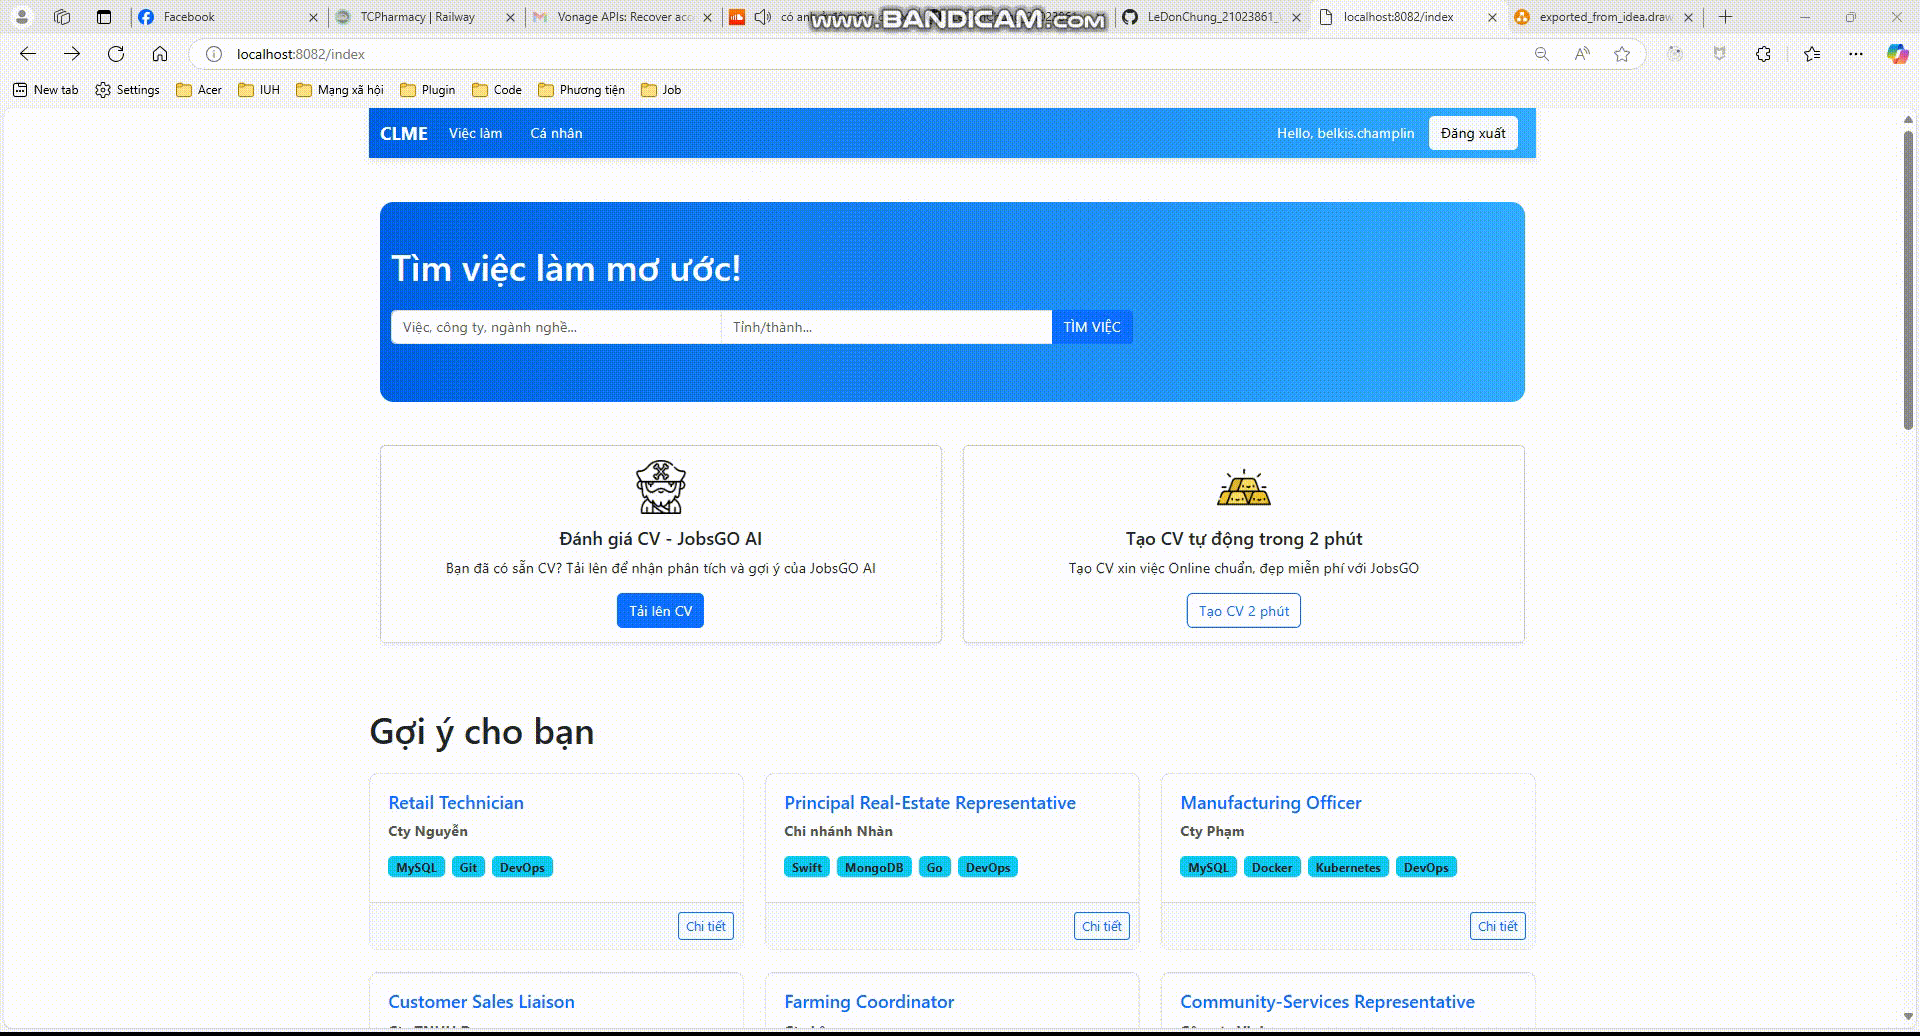 Facebook
TCPharmacy | Railway
Vonage APIs: Recover acc
có anh
www.BANDICAM.com
LeDonChung_21023861_
localhost:8082/index
exported_from_idea.draw
localhost:8082/index
New tab
Settings
Acer
IUH
Mạng xã hội
Plugin
Code
Phương tiện
Job
CLME
Việc làm
Cá nhân
Hello, belkis.champlin
Đăng xuất
Tìm việc làm mơ ước!
Việc, công ty, ngành nghề...
Tỉnh/thành...
TÌM VIỆC
Đánh giá CV - JobsGO AI
Bạn đã có sẵn CV? Tải lên để nhận phân tích và gợi ý của JobsGO AI
Tải lên CV
Tạo CV tự động trong 2 phút
Tạo CV xin việc Online chuẩn, đẹp miễn phí với JobsGO
Tạo CV 2 phút
Gợi ý cho bạn
Retail Technician
Cty Nguyễn
MySQL Git DevOps
Chi tiết
Principal Real-Estate Representative
Chi nhánh Nhàn
Swift MongoDB Go DevOps
Chi tiết
Manufacturing Officer
Cty Phạm
MySQL Docker Kubernetes DevOps
Chi tiết
Customer Sales Liaison
Farming Coordinator
Community-Services Representative